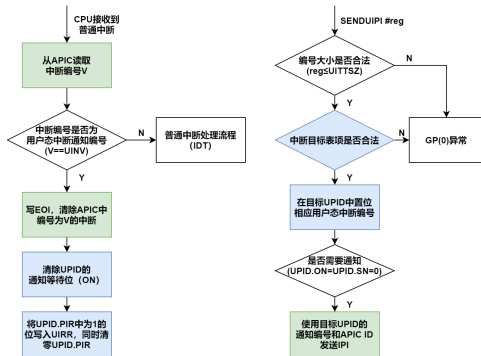 CPU接收到
普通中断
从APIC读取
中断编号V
中断编号是否为
用户态中断通知编号
(V==UINV)
N
普通中断处理流程
（IDT）
Y
写EOI，清除APIC中
编号为V的中断
清除UPID的
通知等待位（ON）
将UPID.PIR中为1的
位写入UIRR，同时清
零UPID.PIR
SENDUIPI #reg
编号大小是否合法
(reg≤UITTSZ)
N
Y
中断目标表项是否合法
N
GP(0)异常
Y
在目标UPID中置位
相应用户态中断编号
是否需要通知
(UPID.ON=UPID.SN=0)
Y
使用目标UPID的
通知编号和APIC ID
发送IPI